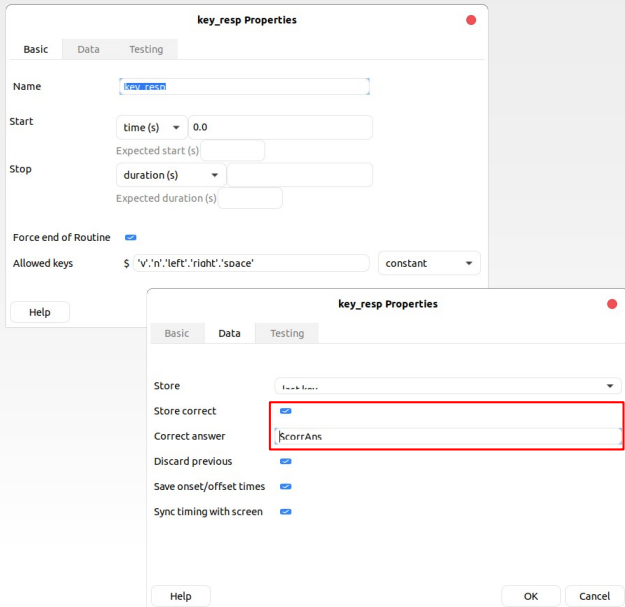 key_resp Properties
Basic Data Testing
Name key_resp
Start time (s) 0.0
Expected start (s)
Stop duration (s)
Expected duration (s)
Force end of Routine
Allowed keys $ 'v','n','left','right','space' constant
Help
key_resp Properties
Basic Data Testing
Store last key
Store correct
Correct answer $corrAns
Discard previous
Save onset/offset times
Sync timing with screen
Help OK Cancel